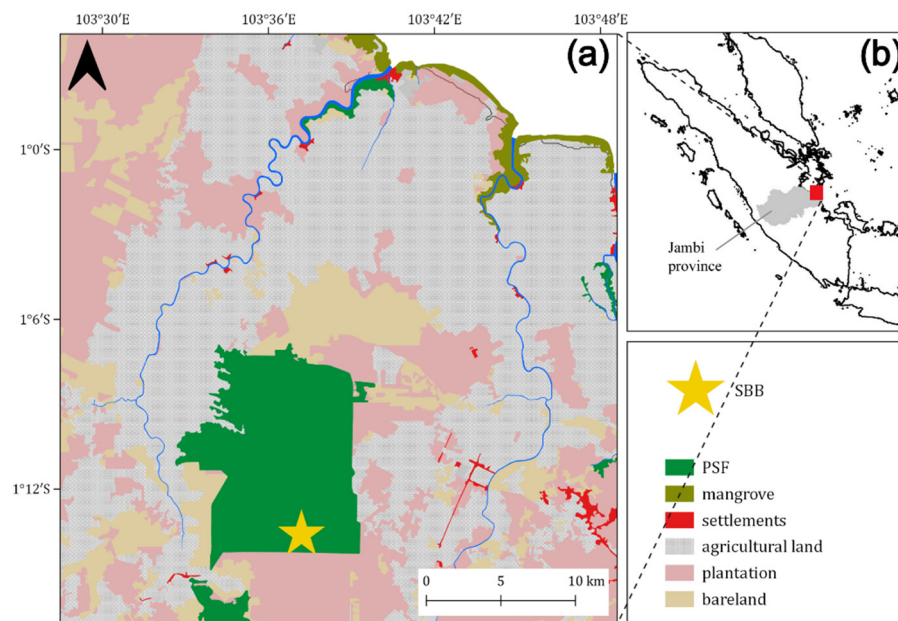 103°30'E
103°36'E
103°42'E
103°48'E
(a)
(b)
1°0'S
1°6'S
1°12'S
Jambi
province
SBB
PSF
mangrove
settlements
agricultural land
plantation
bareland
0 5 10 km